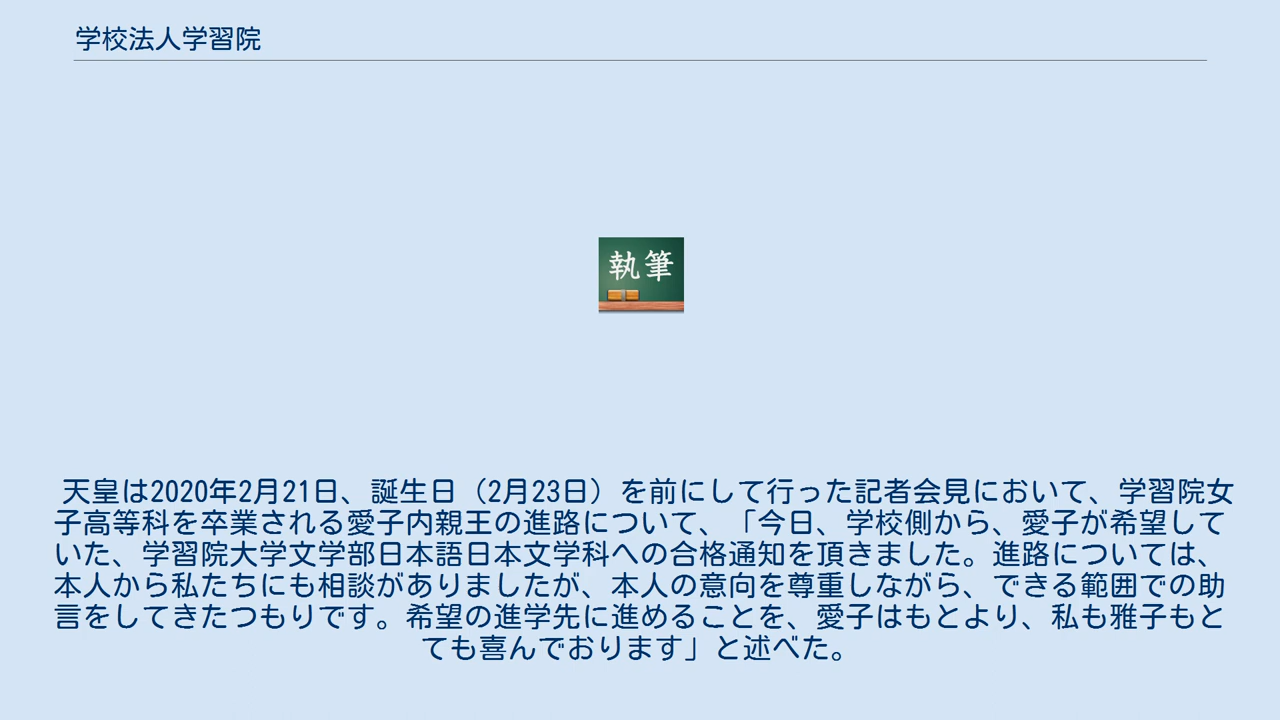 学校法人学習院
執筆
天皇は2020年2月21日、誕生日（2月23日）を前にして行った記者会見において、学習院女
子高等科を卒業される愛子内親王の進路について、「今日、学校側から、愛子が希望して
いた、学習院大学文学部日本語日本文学科への合格通知を頂きました。進路については、
本人から私たちにも相談がありましたが、本人の意向を尊重しながら、できる範囲での助
言をしてきたつもりです。希望の進学先に進めることを、愛子はもとより、私も雅子もと
ても喜んでおります」と述べた。